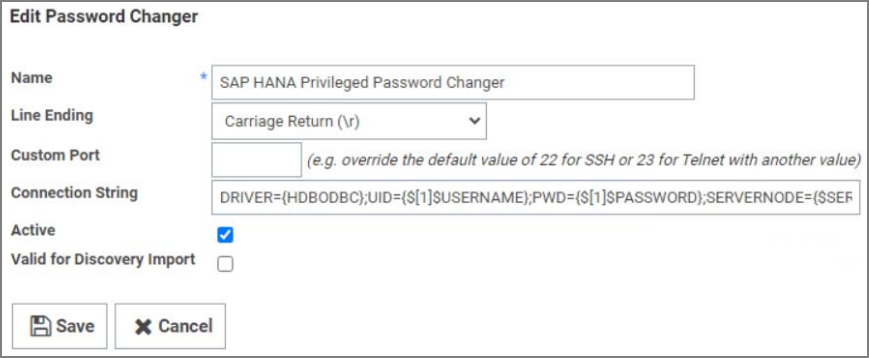 Edit Password Changer
Name * SAP HANA Privileged Password Changer
Line Ending Carriage Return (\r)
Custom Port (e.g. override the default value of 22 for SSH or 23 for Telnet with another value)
Connection String DRIVER={HDBODBC};UID={$[1]$USERNAME};PWD={$[1]$PASSWORD};SERVERNODE={$SER
Active
Valid for Discovery Import
Save Cancel